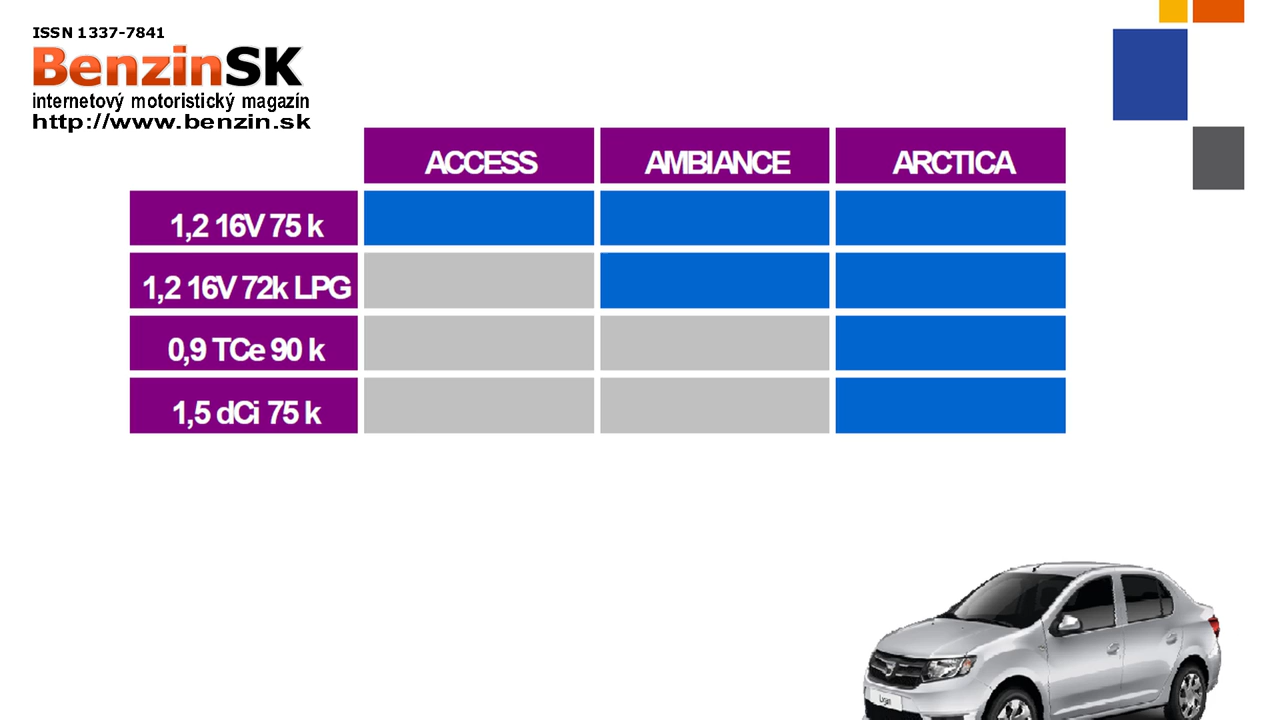 ISSN 1337-7841
BenzinSK
internetový motoristický magazín
http://www.benzin.sk
ACCESS AMBIANCE ARCTICA
1,2 16V 75 k
1,2 16V 72k LPG
0,9 TCe 90 k
1,5 dCi 75 k
Logan